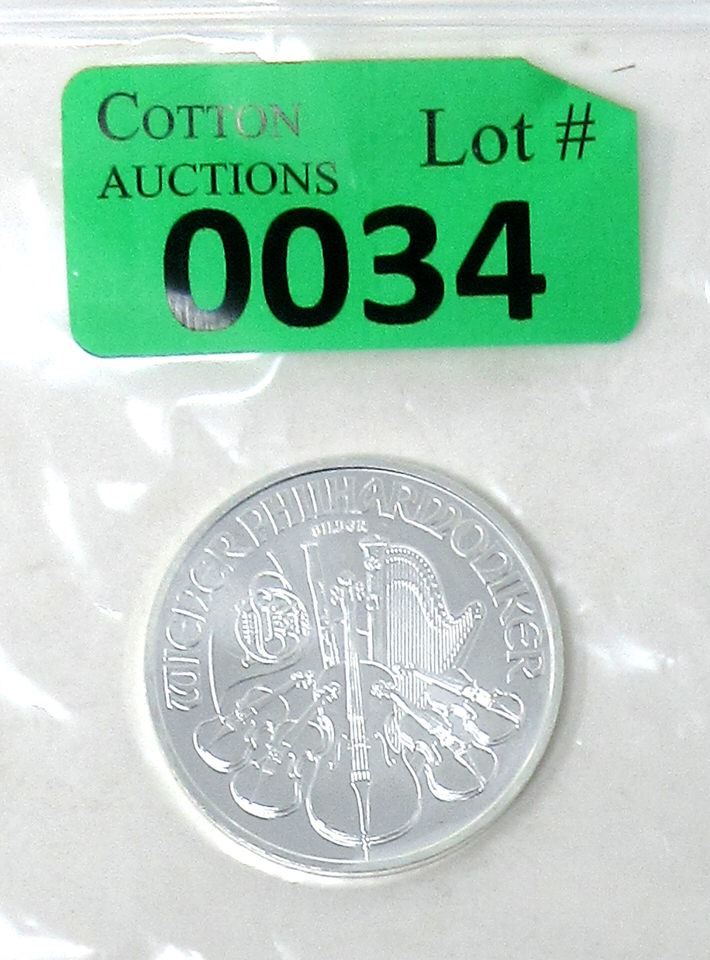 COTTON
AUCTIONS
Lot #
0034
WIENER PHILHARMONIKER
SILBER